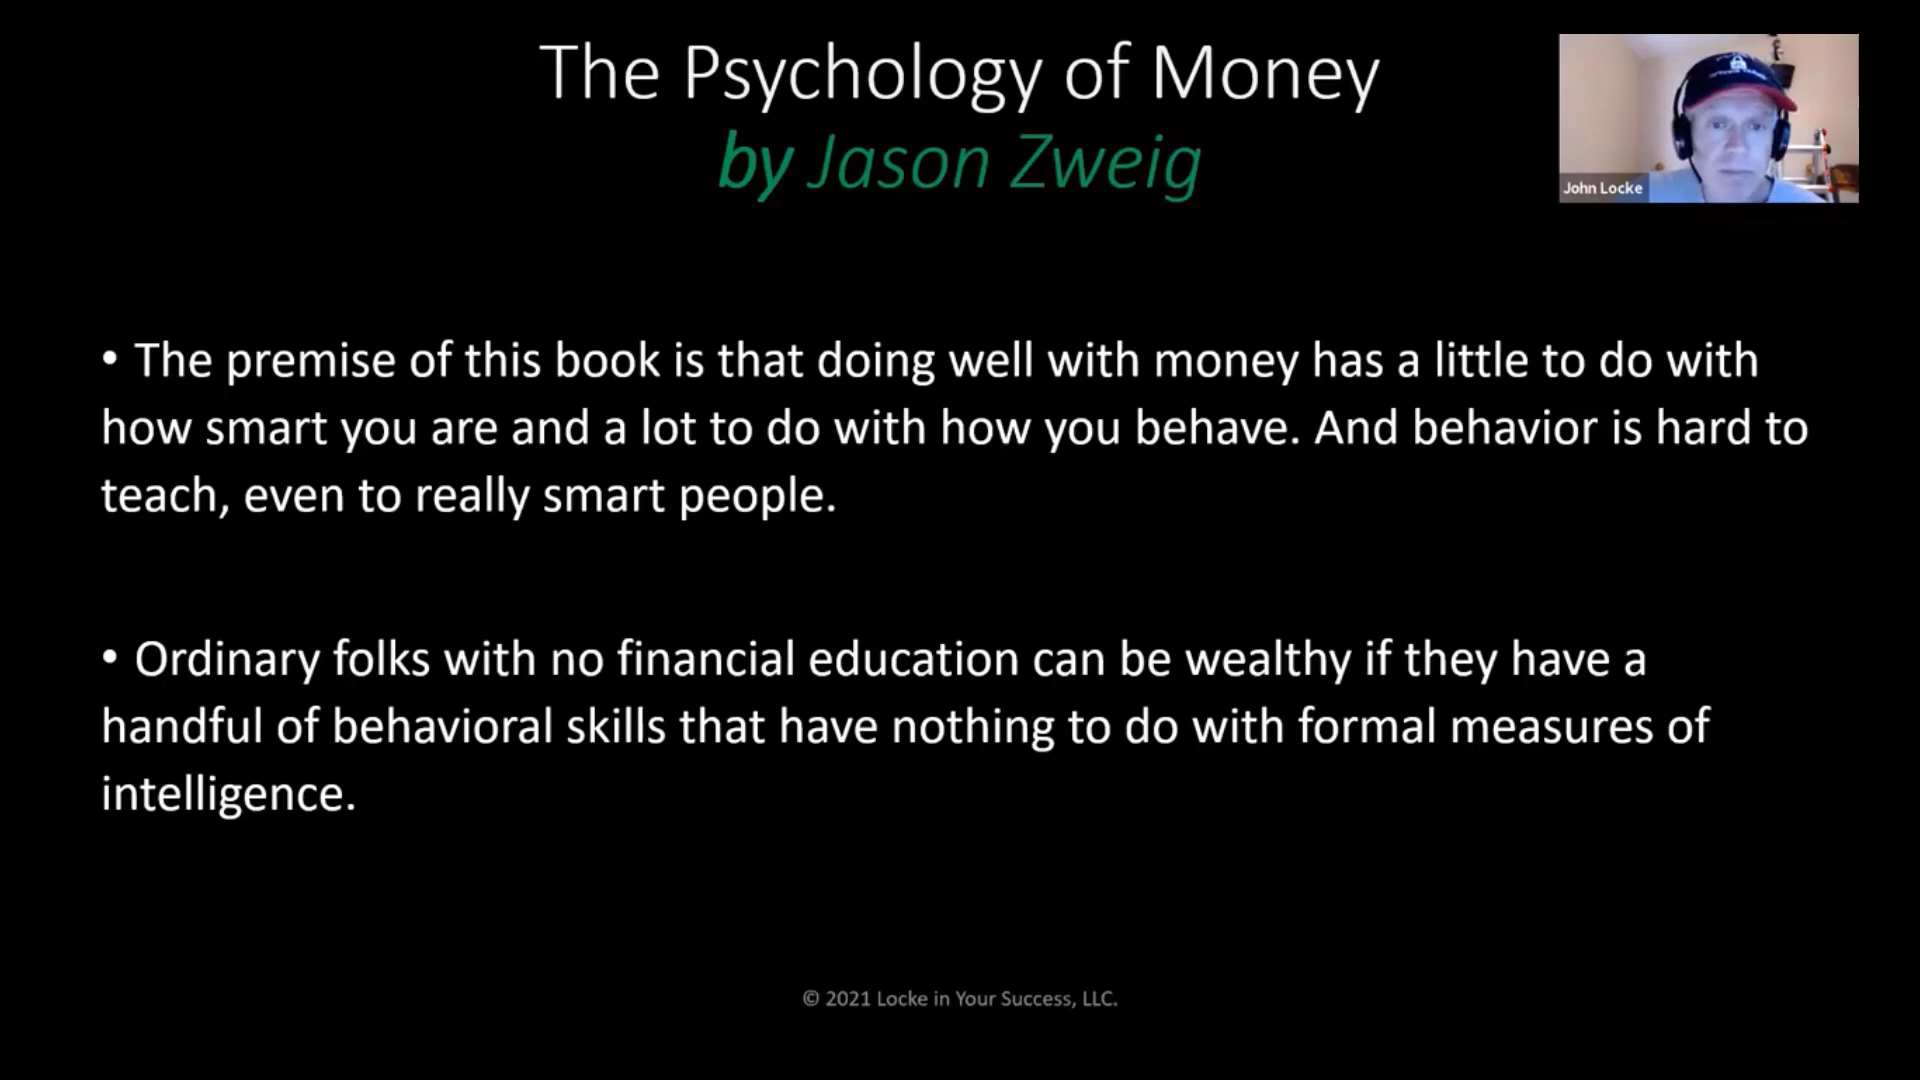 The Psychology of Money
by Jason Zweig
John Locke
• The premise of this book is that doing well with money has a little to do with
how smart you are and a lot to do with how you behave. And behavior is hard to
teach, even to really smart people.
• Ordinary folks with no financial education can be wealthy if they have a
handful of behavioral skills that have nothing to do with formal measures of
intelligence.
© 2021 Locke in Your Success, LLC.